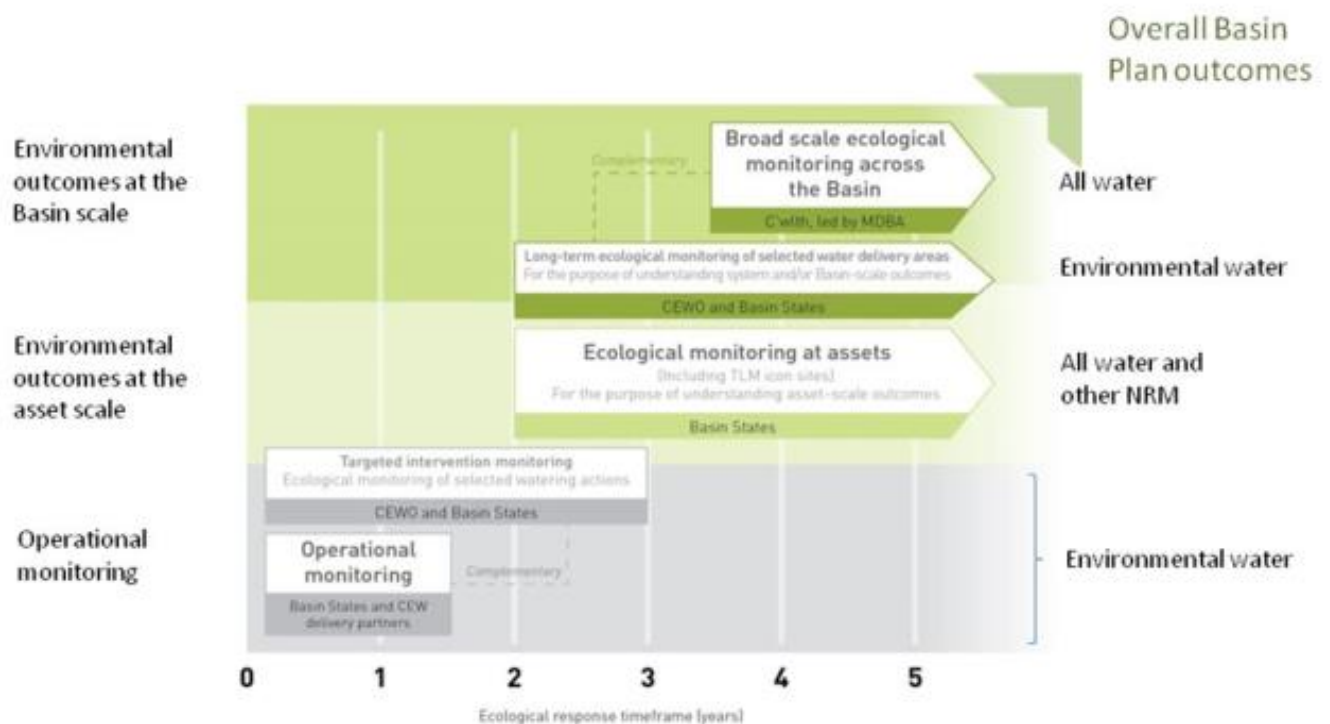 Overall Basin
Plan outcomes
Environmental
outcomes at the
Basin scale
Broad scale ecological
monitoring across
the Basin
C'wlth, led by MDBA
Complementary
All water
Long-term ecological monitoring of selected water delivery areas
For the purpose of understanding system and/or Basin-scale outcomes
CEWO and Basin States
Environmental water
Environmental
outcomes at the
asset scale
Ecological monitoring at assets
(Including TLM icon sites)
For the purpose of understanding asset-scale outcomes
Basin States
All water and
other NRM
Targeted intervention monitoring
Ecological monitoring of selected watering actions
CEWO and Basin States
Operational
monitoring
Operational
monitoring
Complementary
Basin States and CEW
delivery partners
Environmental water
0 1 2 3 4 5
Ecological response timeframe (years)